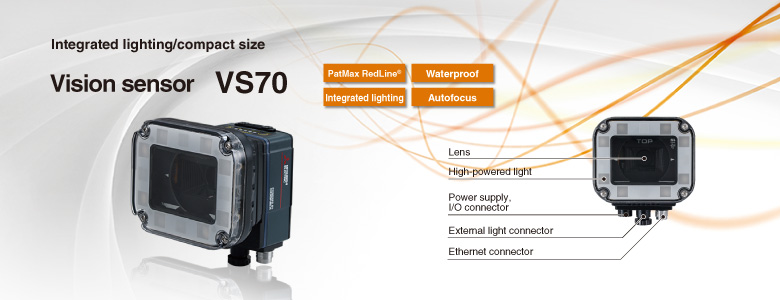 Integrated lighting/compact size
Vision sensor VS70
PatMax RedLine®
Waterproof
Integrated lighting
Autofocus
TOP
Lens
High-powered light
Power supply,
I/O connector
External light connector
Ethernet connector